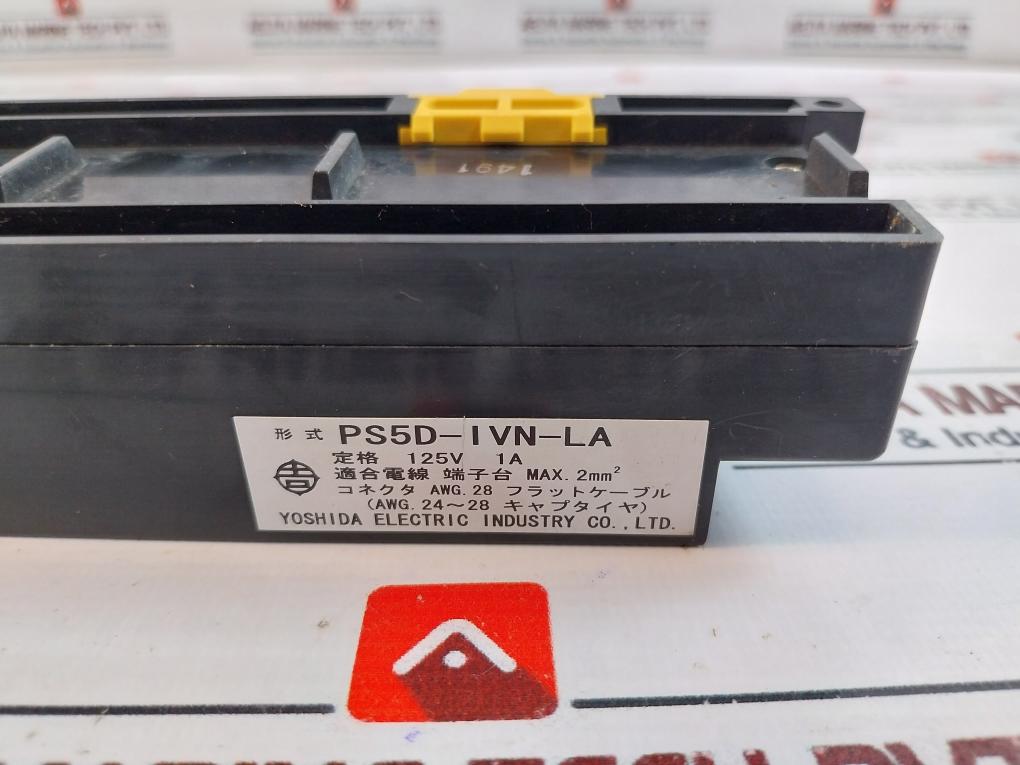 1491
形式 PS5D-IVN-LA
定格 125V 1A
適合電線 端子台 MAX.2mm²
コネクタ AWG.28 フラットケーブル
(AWG.24～28 キャプタイヤ)
YOSHIDA ELECTRIC INDUSTRY CO.,LTD.
& Indu